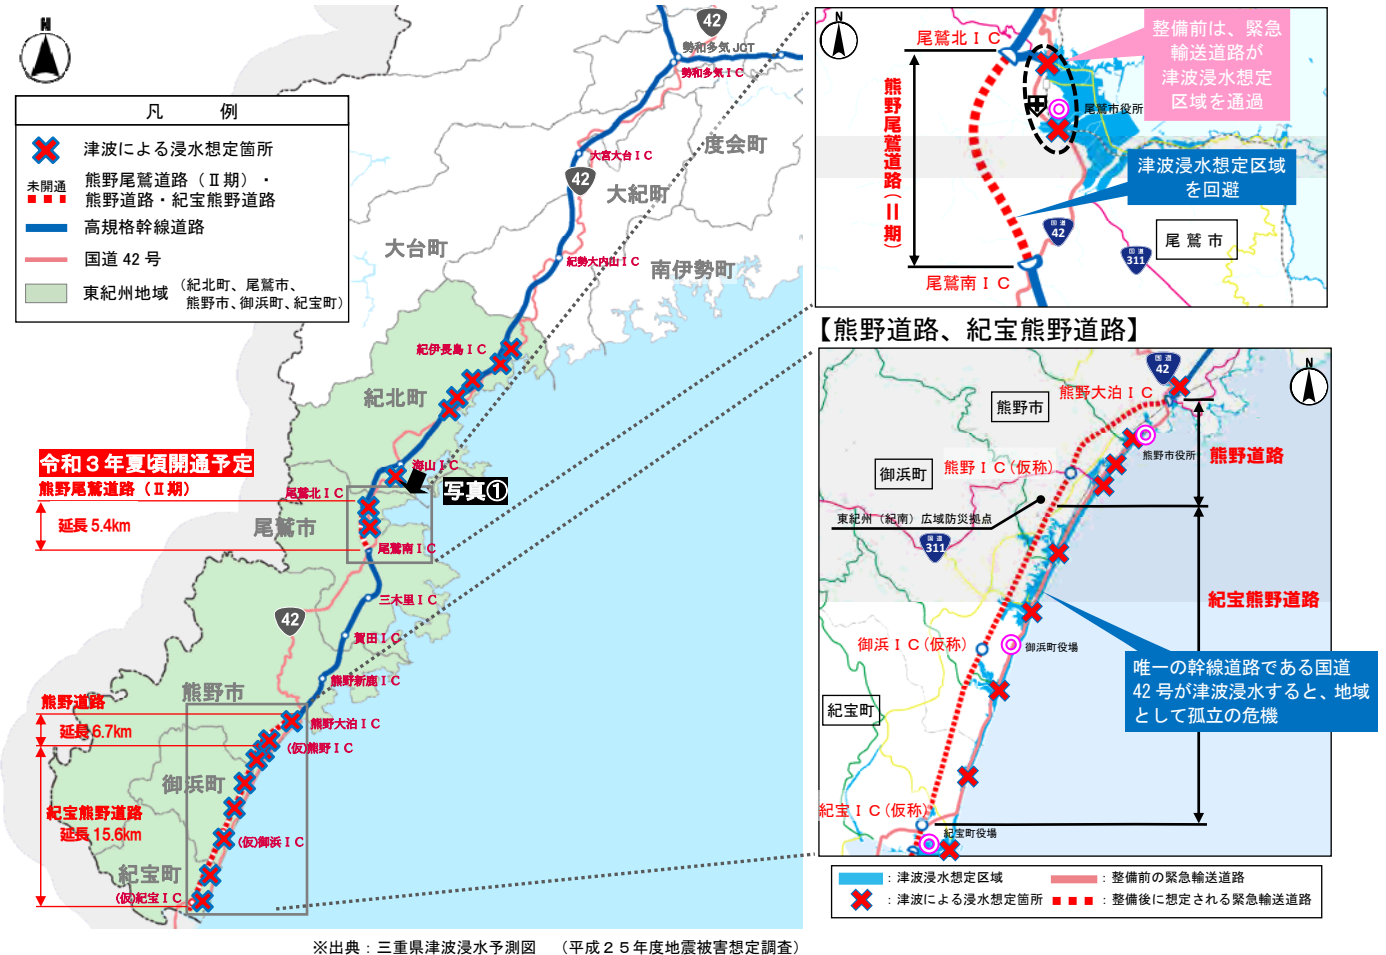 N
凡 例
津波による浸水想定箇所
未開通
熊野尾鷲道路（Ⅱ期）・
熊野道路・紀宝熊野道路
高規格幹線道路
国道 42 号
東紀州地域
（紀北町、尾鷲市、
熊野市、御浜町、紀宝町）
42
勢和多気 JCT
勢和多気ＩＣ
度会町
大宮大台ＩＣ
42
大紀町
大台町
紀勢大内山ＩＣ
南伊勢町
紀伊長島ＩＣ
紀北町
令和３年夏頃開通予定
熊野尾鷲道路（Ⅱ期）
延長 5.4km
海山ＩＣ
写真①
尾鷲北ＩＣ
尾鷲市
尾鷲南ＩＣ
三木里ＩＣ
42
賀田ＩＣ
熊野新鹿ＩＣ
熊野市
熊野道路
延長 6.7km
熊野大泊ＩＣ
(仮)熊野ＩＣ
御浜町
紀宝熊野道路
延長 15.6km
(仮)御浜ＩＣ
紀宝町
(仮)紀宝ＩＣ
※出典：三重県津波浸水予測図 （平成２５年度地震被害想定調査）
N
尾鷲北ＩＣ
整備前は、緊急
輸送道路が
津波浸水想定
区域を通過
熊野尾鷲道路（Ⅱ期）
尾鷲市役所
津波浸水想定区域
を回避
国道
42
尾鷲市
国道
311
尾鷲南ＩＣ
【熊野道路、紀宝熊野道路】
国道
42
N
熊野大泊ＩＣ
熊野市
熊野市役所
熊野道路
御浜町
熊野ＩＣ(仮称)
東紀州（紀南）広域防災拠点
国道
311
紀宝熊野道路
御浜ＩＣ(仮称)
御浜町役場
唯一の幹線道路である国道
42 号が津波浸水すると、地域
として孤立の危機
紀宝町
紀宝ＩＣ(仮称)
紀宝町役場
：津波浸水想定区域
：整備前の緊急輸送道路
：津波による浸水想定箇所
：整備後に想定される緊急輸送道路